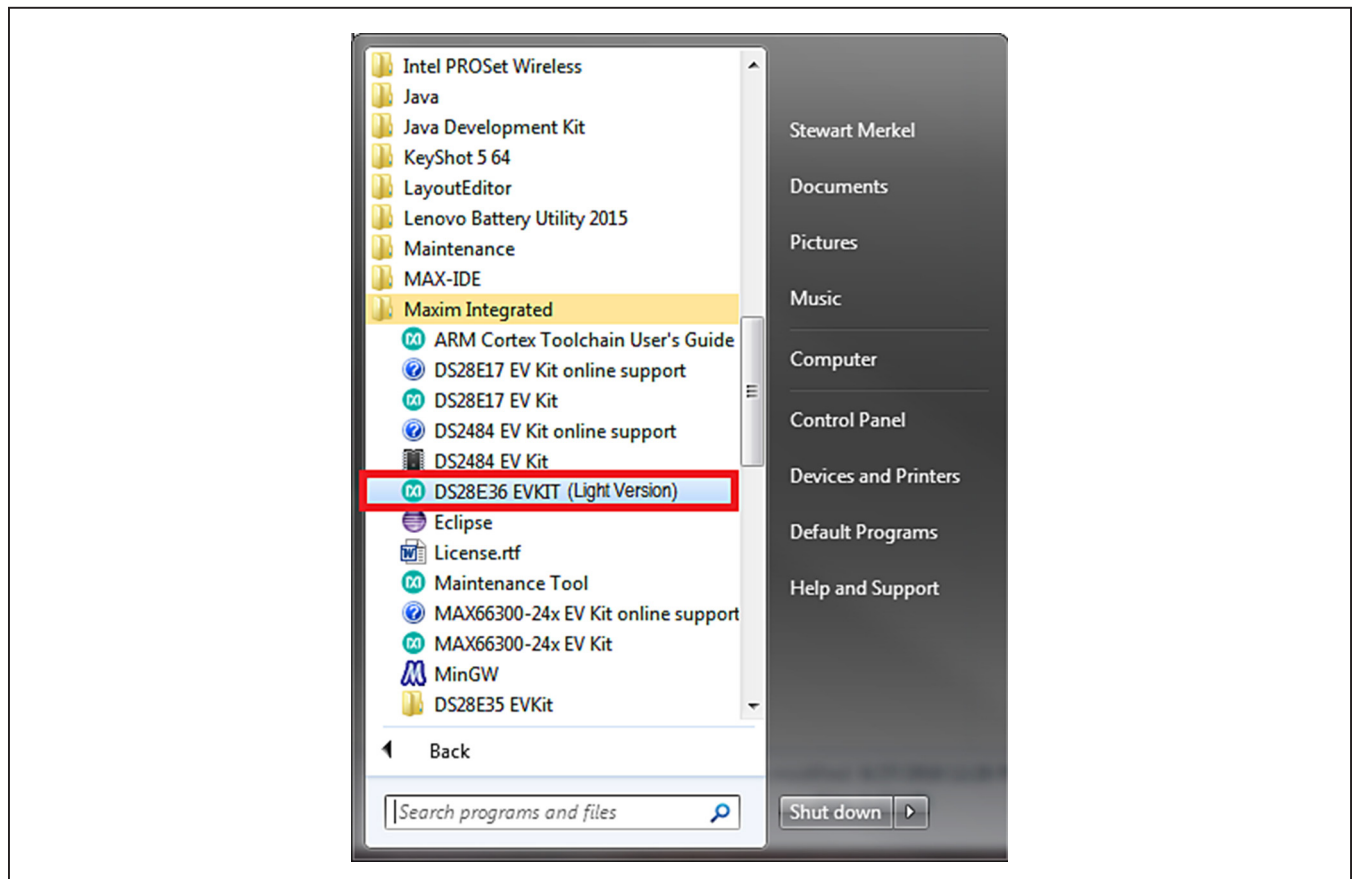 Intel PROSet Wireless
Java
Java Development Kit
KeyShot 5 64
LayoutEditor
Lenovo Battery Utility 2015
Maintenance
MAX-IDE
Maxim Integrated
ARM Cortex Toolchain User's Guide
DS28E17 EV Kit online support
DS28E17 EV Kit
DS2484 EV Kit online support
DS2484 EV Kit
DS28E36 EVKIT (Light Version)
Eclipse
License.rtf
Maintenance Tool
MAX66300-24x EV Kit online support
MAX66300-24x EV Kit
MinGW
DS28E35 EVKit
Back
Search programs and files
Stewart Merkel
Documents
Pictures
Music
Computer
Control Panel
Devices and Printers
Default Programs
Help and Support
Shut down